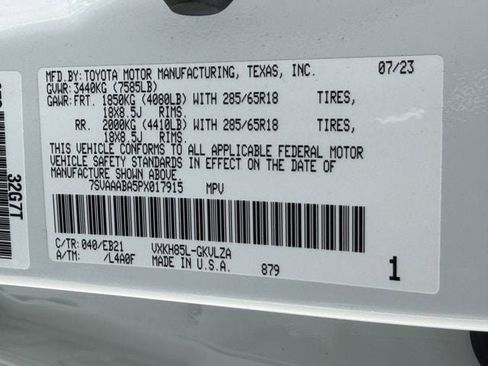 MFD.BY: TOYOTA MOTOR MANUFACTURING, TEXAS, INC. 07/23
GVWR: 3440KG (7585LB)
GAWR: FRT. 1850KG (4080LB) WITH 285/65R18 TIRES,
18X8.5J RIMS,
RR. 2000KG (4410LB) WITH 285/65R18 TIRES,
18X8.5J RIMS.
THIS VEHICLE CONFORMS TO ALL APPLICABLE FEDERAL MOTOR
VEHICLE SAFETY STANDARDS IN EFFECT ON THE DATE OF
MANUFACTURE SHOWN ABOVE.
7SVAAABA5PX017915 MPV
C/TR: 040/EB21 VXKH85L-GKVLZA
A/TM: /L4A0F MADE IN U.S.A. 879 1
32G71